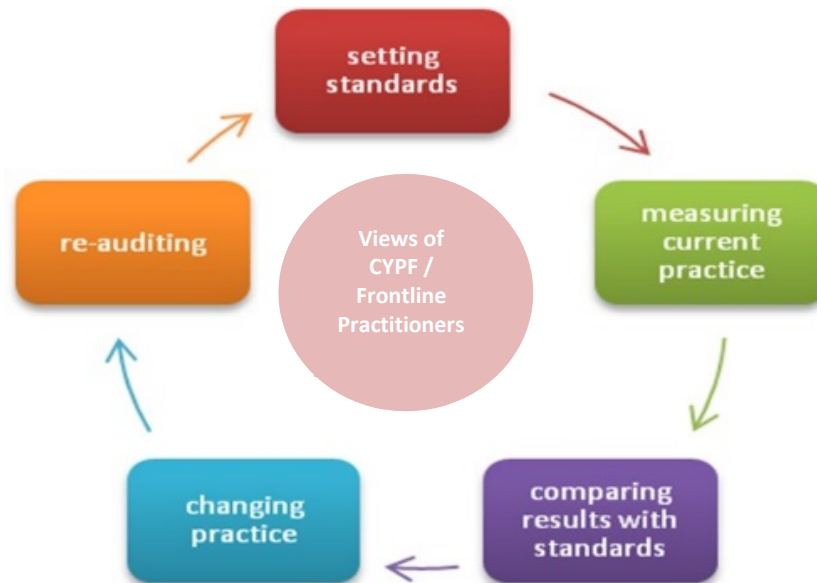 setting
standards
measuring
current
practice
comparing
results with
standards
changing
practice
re-auditing
Views of
CYPF /
Frontline
Practitioners